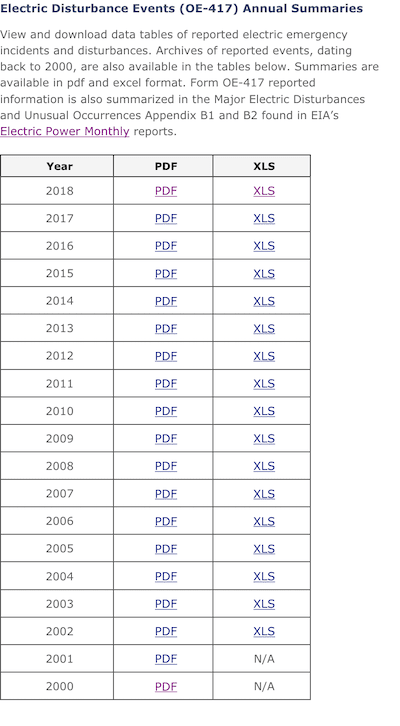 Electric Disturbance Events (OE-417) Annual Summaries
View and download data tables of reported electric emergency
incidents and disturbances. Archives of reported events, dating
back to 2000, are also available in the tables below. Summaries are
available in pdf and excel format. Form OE-417 reported
information is also summarized in the Major Electric Disturbances
and Unusual Occurrences Appendix B1 and B2 found in EIA’s
Electric Power Monthly reports.
Year PDF XLS
2018 PDF XLS
2017 PDF XLS
2016 PDF XLS
2015 PDF XLS
2014 PDF XLS
2013 PDF XLS
2012 PDF XLS
2011 PDF XLS
2010 PDF XLS
2009 PDF XLS
2008 PDF XLS
2007 PDF XLS
2006 PDF XLS
2005 PDF XLS
2004 PDF XLS
2003 PDF XLS
2002 PDF XLS
2001 PDF N/A
2000 PDF N/A